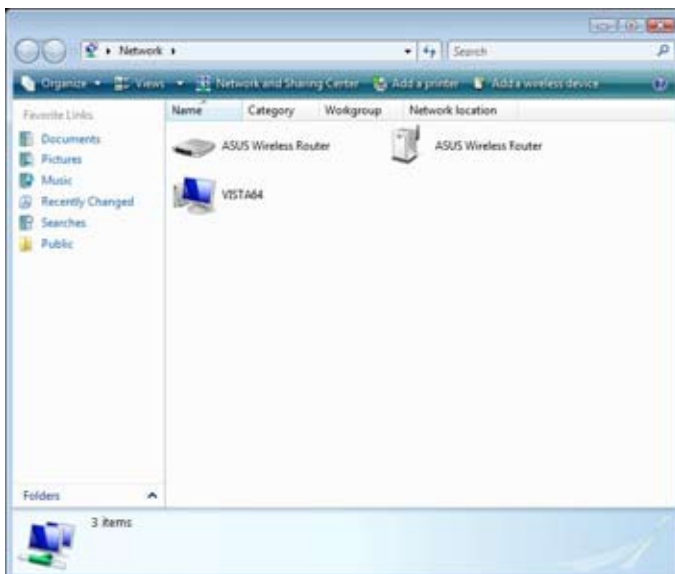 Network
Search
Organize Views Network and Sharing Center Add a printer Add a wireless device
Favorite Links
Documents
Pictures
Music
Recently Changed
Searches
Public
Folders
Name Category Workgroup Network location
ASUS Wireless Router ASUS Wireless Router
VISTA64
3 items